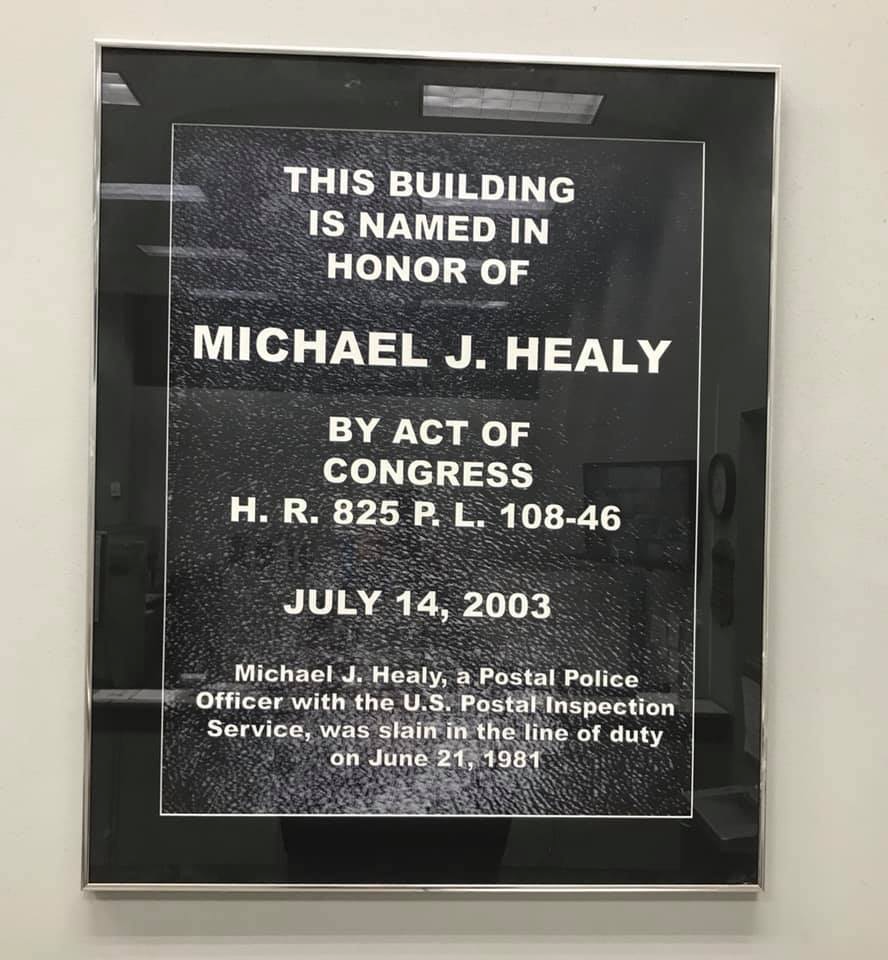 THIS BUILDING
IS NAMED IN
HONOR OF
MICHAEL J. HEALY
BY ACT OF
CONGRESS
H. R. 825 P. L. 108-46
JULY 14, 2003
Michael J. Healy, a Postal Police
Officer with the U.S. Postal Inspection
Service, was slain in the line of duty
on June 21, 1981